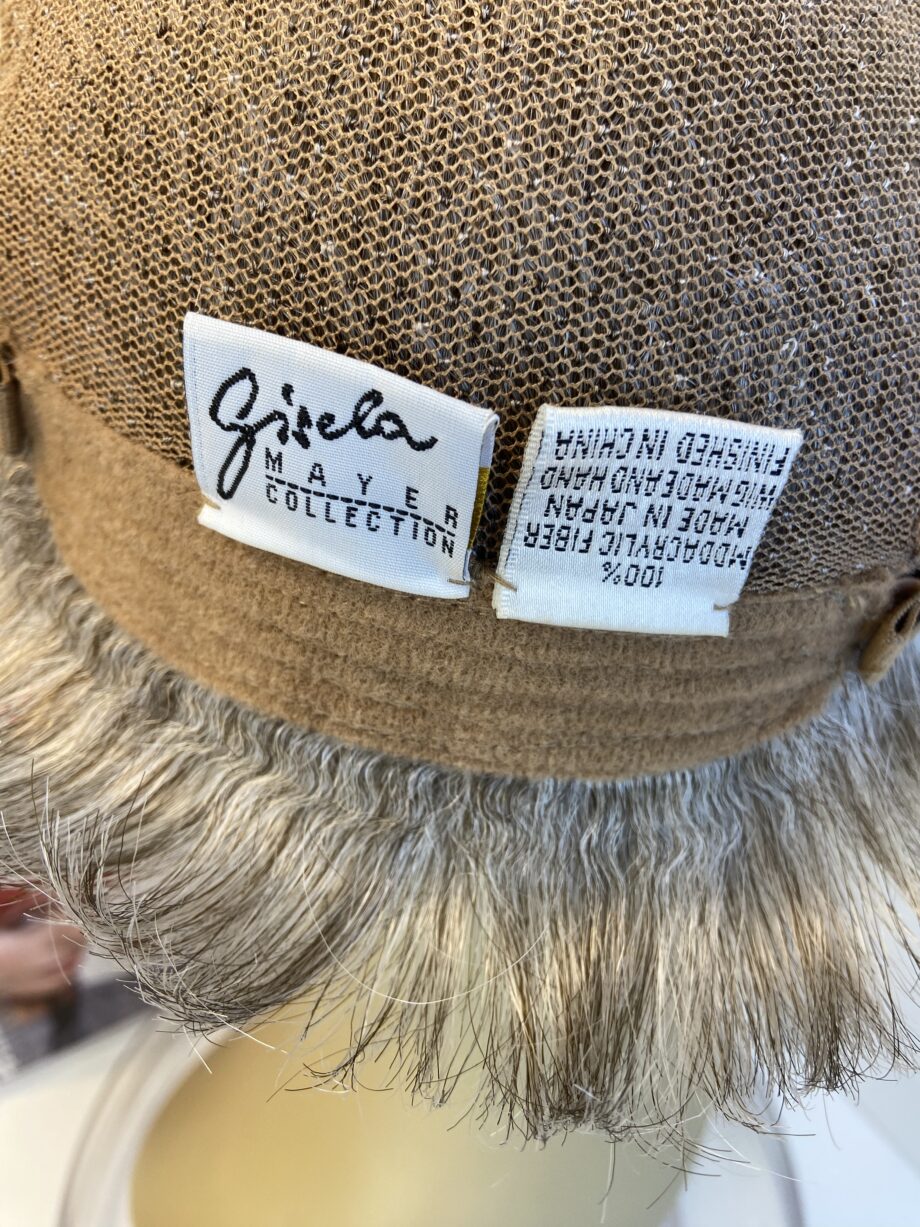 Gisela
MAYER
COLLECTION
100%
MODACRYLIC FIBER
MADE IN JAPAN
WIG MADE AND HAND
FINISHED IN CHINA